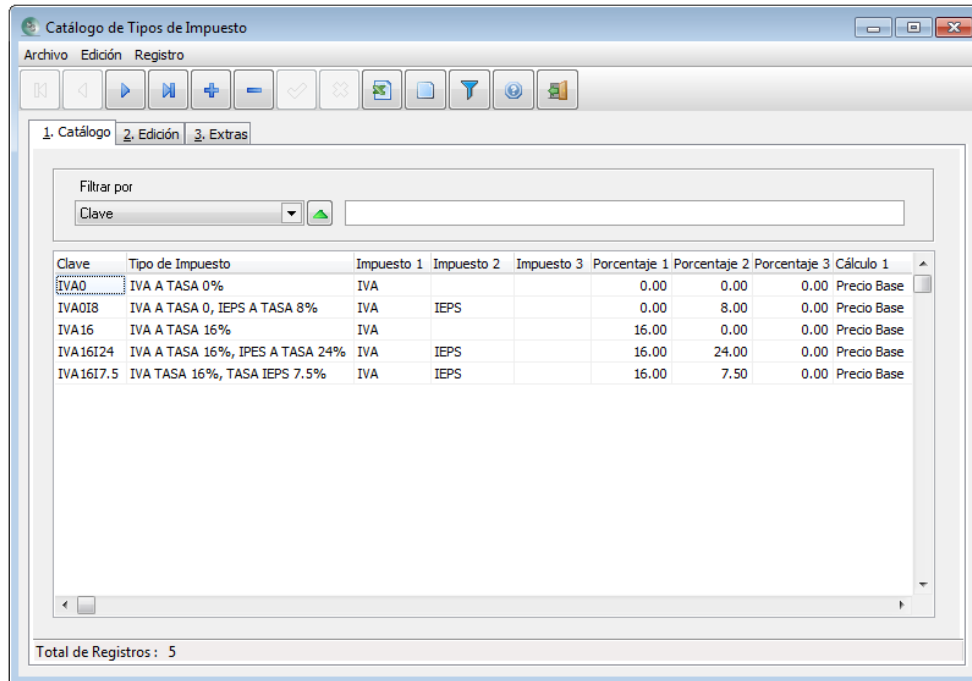 Catálogo de Tipos de Impuesto
Archivo Edición Registro
1. Catálogo 2. Edición 3. Extras
Filtrar por
Clave
Clave Tipo de Impuesto Impuesto 1 Impuesto 2 Impuesto 3 Porcentaje 1 Porcentaje 2 Porcentaje 3 Cálculo 1
IVA0 IVA A TASA 0% IVA 0.00 0.00 0.00 Precio Base
IVA0I8 IVA A TASA 0, IEPS A TASA 8% IVA IEPS 0.00 8.00 0.00 Precio Base
IVA16 IVA A TASA 16% IVA 16.00 0.00 0.00 Precio Base
IVA16I24 IVA A TASA 16%, IPES A TASA 24% IVA IEPS 16.00 24.00 0.00 Precio Base
IVA16I7.5 IVA TASA 16%, TASA IEPS 7.5% IVA IEPS 16.00 7.50 0.00 Precio Base
Total de Registros : 5